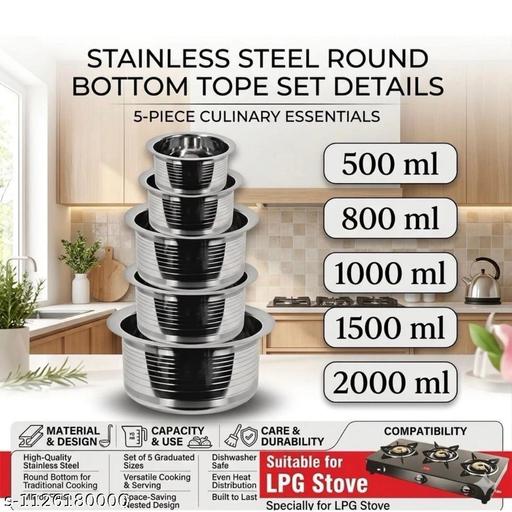 STAINLESS STEEL ROUND
BOTTOM TOPE SET DETAILS
5-PIECE CULINARY ESSENTIALS
500 ml
800 ml
1000 ml
1500 ml
2000 ml
MATERIAL
& DESIGN
High-Quality
Stainless Steel
Round Bottom for
Traditional Cooking
CAPACITY
& USE
Set of 5 Graduated
Sizes
Versatile Cooking
& Serving
Space-Saving
Nested Design
CARE &
DURABILITY
Dishwasher
Safe
Even Heat
Distribution
Built to Last
COMPATIBILITY
Suitable for
LPG Stove
Specially for LPG Stove
s-1126180000